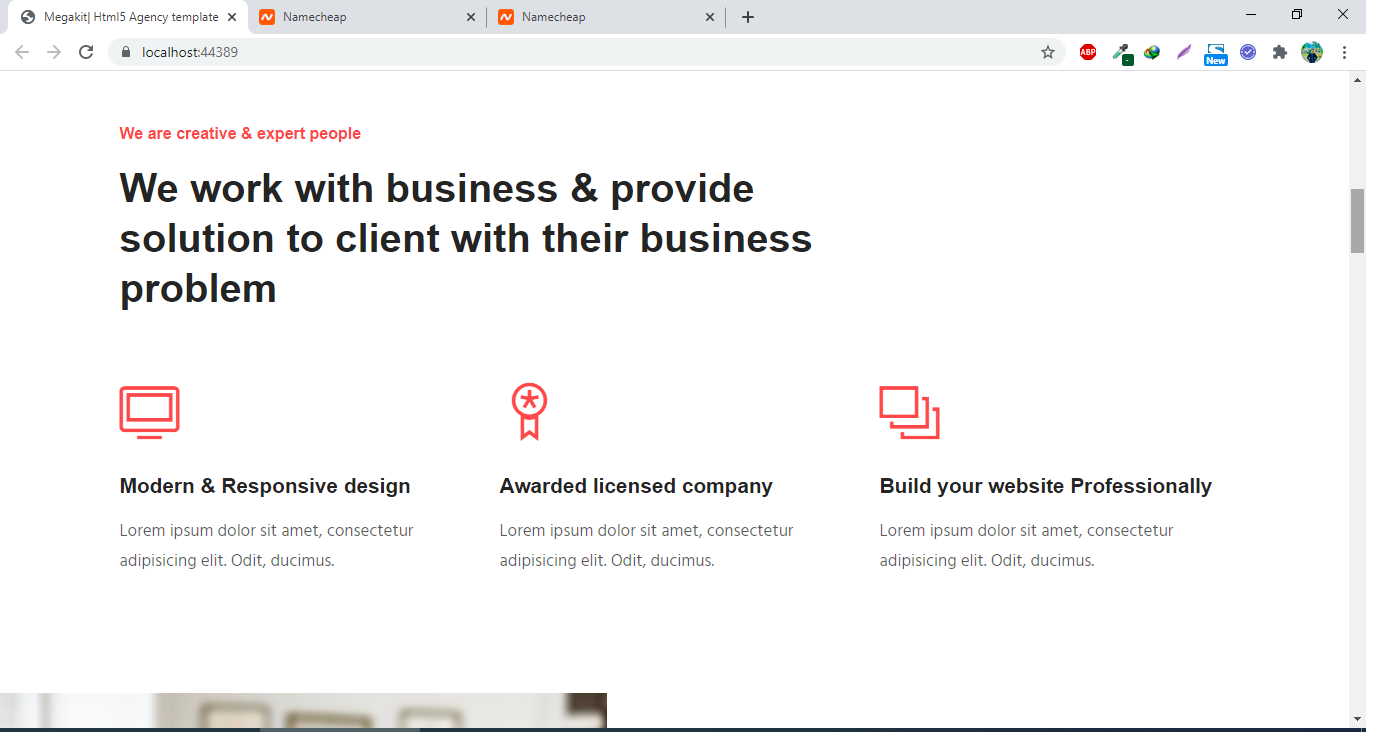 Megakit| Html5 Agency template
Namecheap
Namecheap
localhost:44389
ABP
New
We are creative & expert people
We work with business & provide
solution to client with their business
problem
Modern & Responsive design
Lorem ipsum dolor sit amet, consectetur
adipisicing elit. Odit, ducimus.
Awarded licensed company
Lorem ipsum dolor sit amet, consectetur
adipisicing elit. Odit, ducimus.
Build your website Professionally
Lorem ipsum dolor sit amet, consectetur
adipisicing elit. Odit, ducimus.